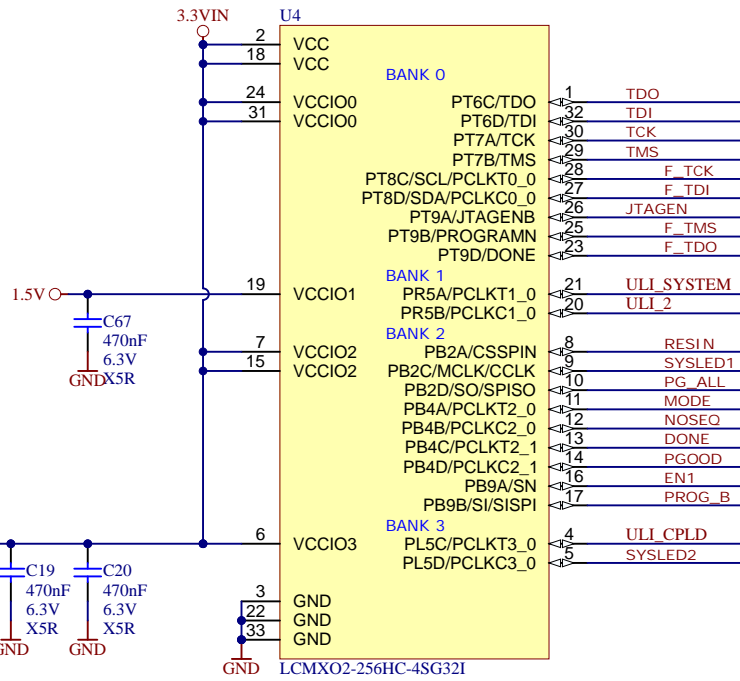 3.3VIN
U4
2 VCC
18 VCC
BANK 0
24 VCCIO0
31 VCCIO0
PT6C/TDO 1 TDO
PT6D/TDI 32 TDI
PT7A/TCK 30 TCK
PT7B/TMS 29 TMS
PT8C/SCL/PCLKT0_0 28 F_TCK
PT8D/SDA/PCLKC0_0 27 F_TDI
PT9A/JTAGENB 26 JTAGEN
PT9B/PROGRAMN 25 F_TMS
PT9D/DONE 23 F_TDO
BANK 1
1.5V 19 VCCIO1
PR5A/PCLKT1_0 21 ULI_SYSTEM
PR5B/PCLKC1_0 20 ULI_2
C67
470nF
6.3V
X5R
GND
BANK 2
7 VCCIO2
15 VCCIO2
PB2A/CSSPIN 8 RESIN
PB2C/MCLK/CCLK 9 SYSLED1
PB2D/SO/SPISO 10 PG_ALL
PB4A/PCLKT2_0 11 MODE
PB4B/PCLKC2_0 12 NOSEQ
PB4C/PCLKT2_1 13 DONE
PB4D/PCLKC2_1 14 PGOOD
PB9A/SN 16 EN1
PB9B/SI/SISPI 17 PROG_B
BANK 3
6 VCCIO3
PL5C/PCLKT3_0 4 ULI_CPLD
PL5D/PCLKC3_0 5 SYSLED2
C19
470nF
6.3V
X5R
GND
C20
470nF
6.3V
X5R
GND
3 GND
22 GND
33 GND
GND
LCMXO2-256HC-4SG32I